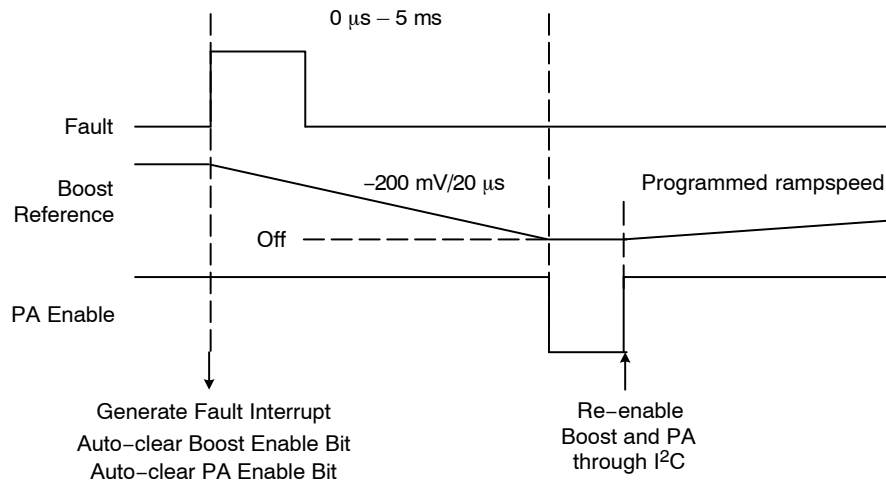 0 μs – 5 ms
Fault
–200 mV/20 μs
Programmed rampspeed
Boost
Reference
Off
PA Enable
Generate Fault Interrupt
Auto–clear Boost Enable Bit
Auto–clear PA Enable Bit
Re–enable
Boost and PA
through I²C